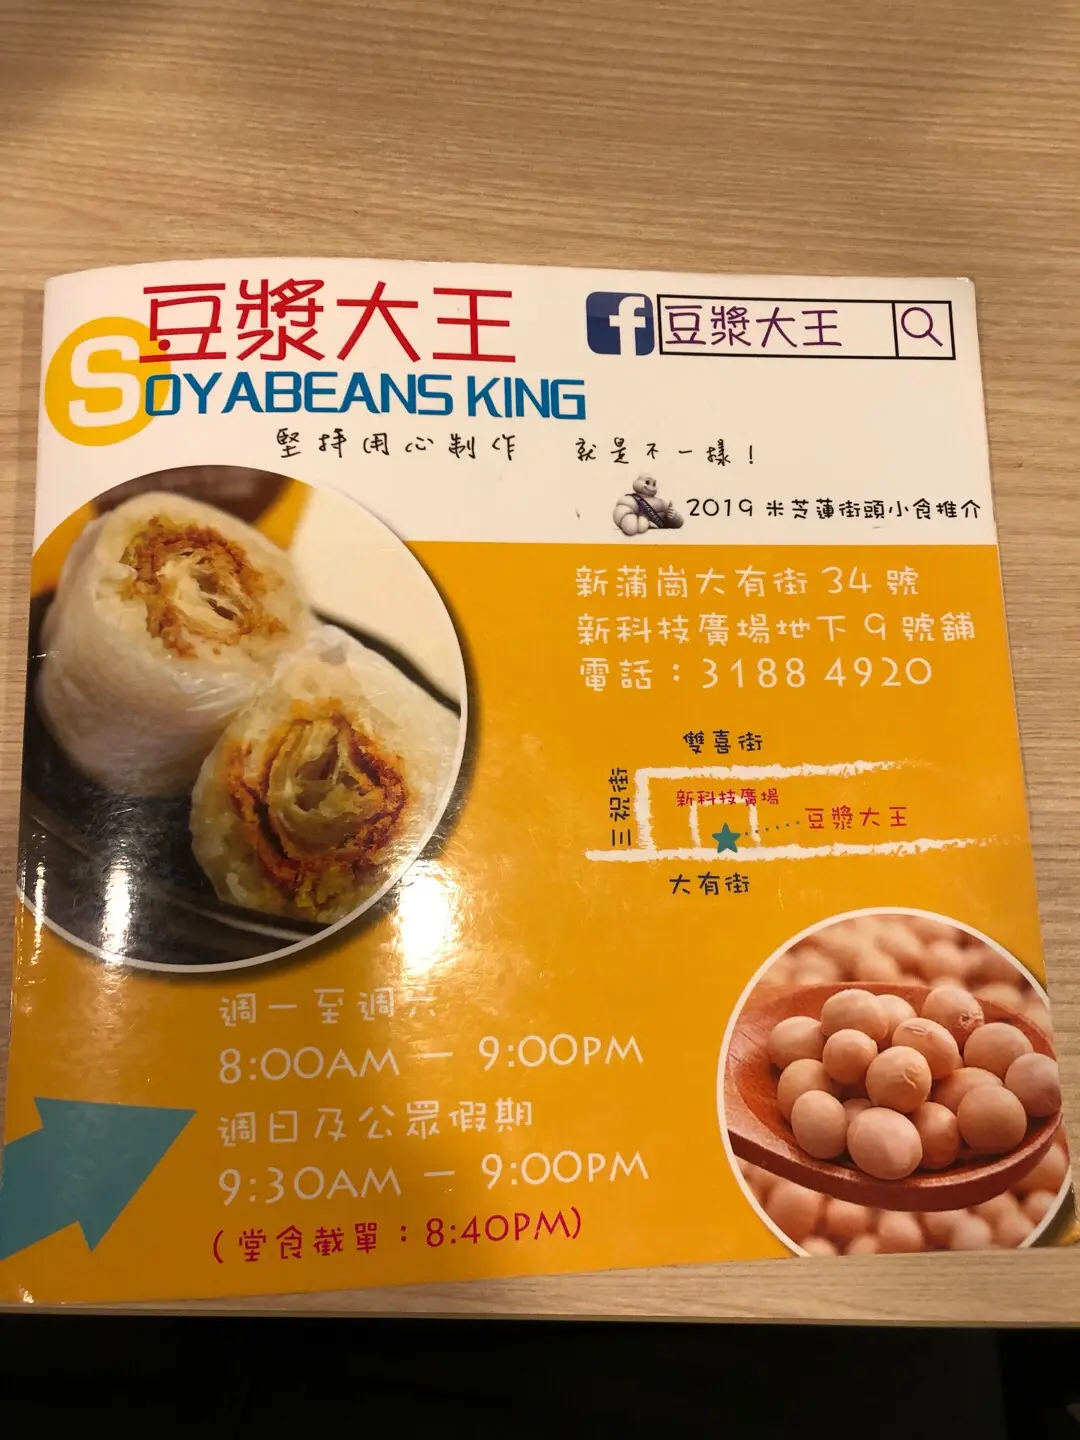 豆漿大王
SOYABEANS KING
f 豆漿大王
堅持用心制作 就是不一樣！
2019 米芝蓮街頭小食推介
新蒲崗大有街 34 號
新科技廣場地下 9 號舖
電話：3188 4920
雙喜街
三祝街
新科技廣場
豆漿大王
大有街
週一至週六
8:00AM — 9:00PM
週日及公眾假期
9:30AM — 9:00PM
(堂食截單：8:40PM)